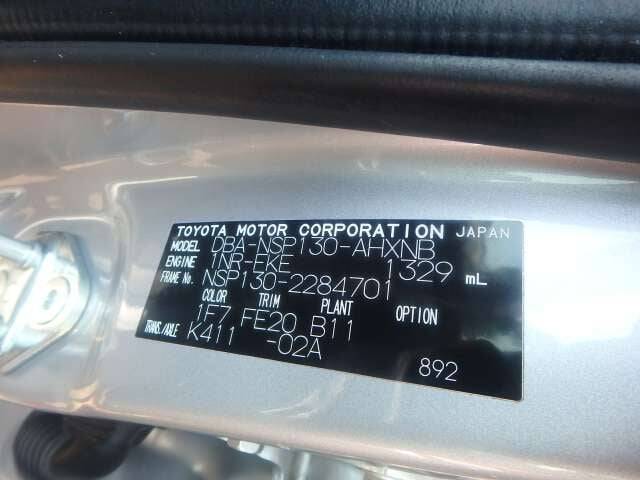 TOYOTA MOTOR CORPORATION JAPAN
MODEL DBA-NSP130-AHXNB
ENGINE 1NR-FKE 1329 mL
FRAME No. NSP130-2284701
COLOR TRIM PLANT OPTION
1F7 FE20 B11
TRANS./AXLE K411 -02A
892